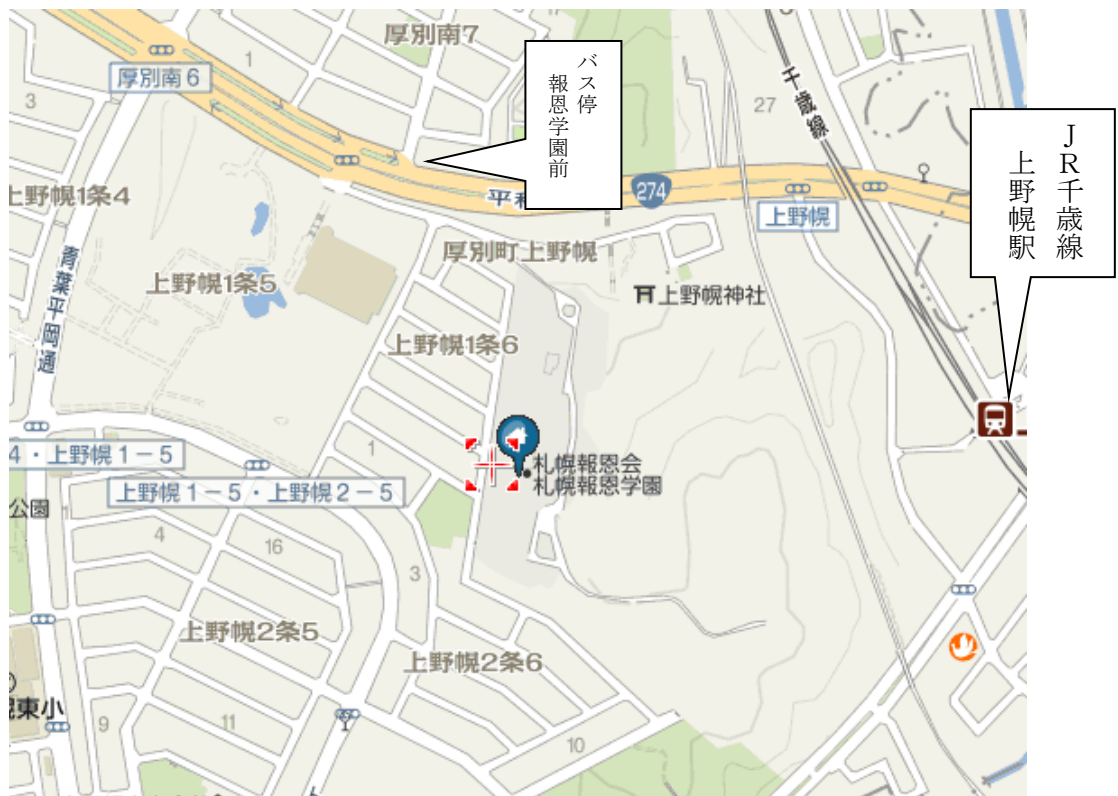 厚別南7
1
厚別南6
3
バス停
報恩学園前
千歳線
27
JR千歳線
上野幌駅
上野幌1条4
平和
274
上野幌
厚別町上野幌
青葉平岡通
上野幌1条5
上野幌神社
上野幌1条6
1
4・上野幌1-5
札幌報恩会
札幌報恩学園
上野幌1-5・上野幌2-5
公園
1
4
16
3
上野幌2条5
上野幌2条6
幌東小
9
11
10